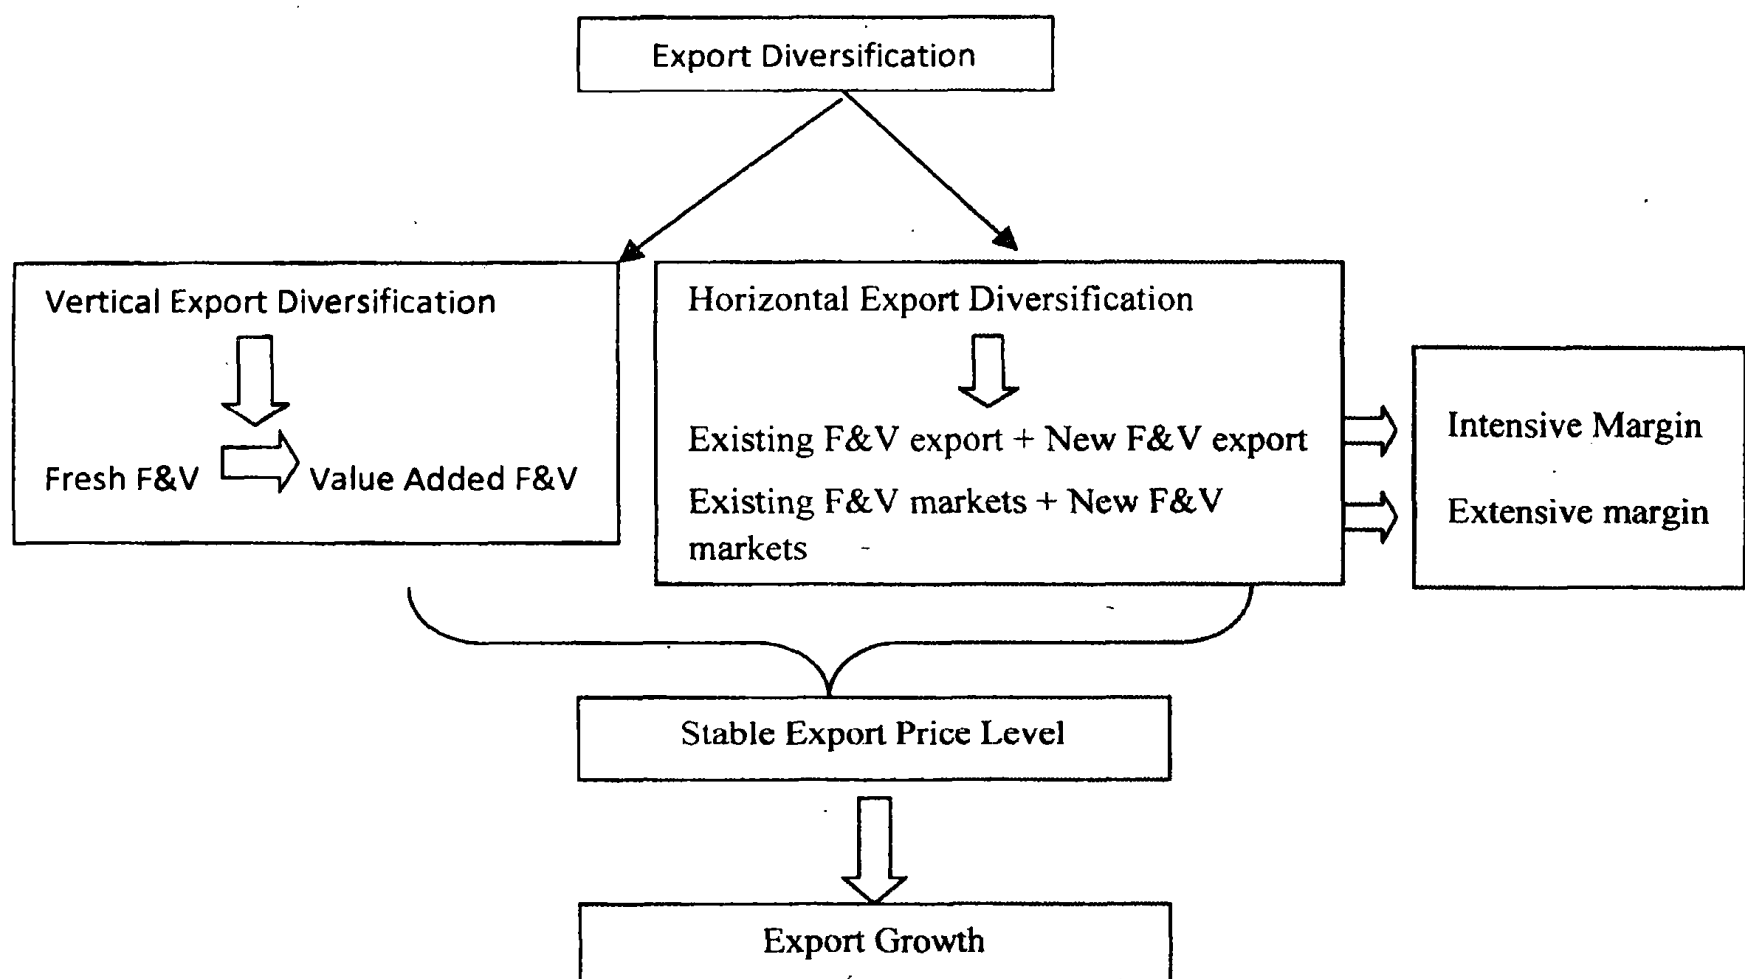 Export Diversification
Vertical Export Diversification
Fresh F&V
Value Added F&V
Horizontal Export Diversification
Existing F&V export + New F&V export
Existing F&V markets + New F&V
markets
Intensive Margin
Extensive margin
Stable Export Price Level
Export Growth